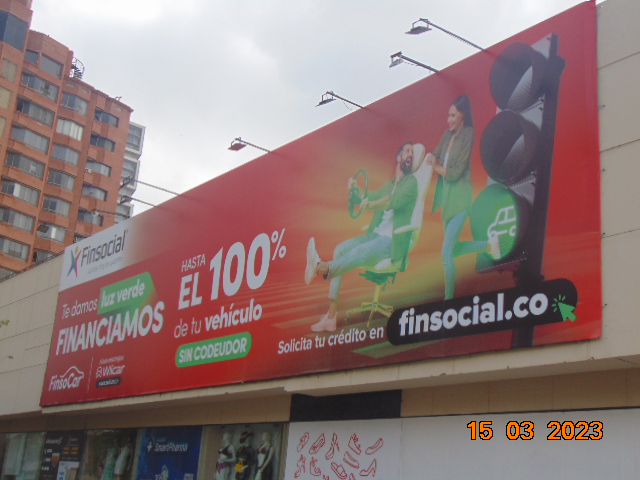 Finsocial
Te damos luz verde
FINANCIAMOS
HASTA
EL 100%
de tu vehículo
SIN CODEUDOR
Solicita tu crédito en
finsocial.co
FinsoCar
Wiicar
15 03 2023